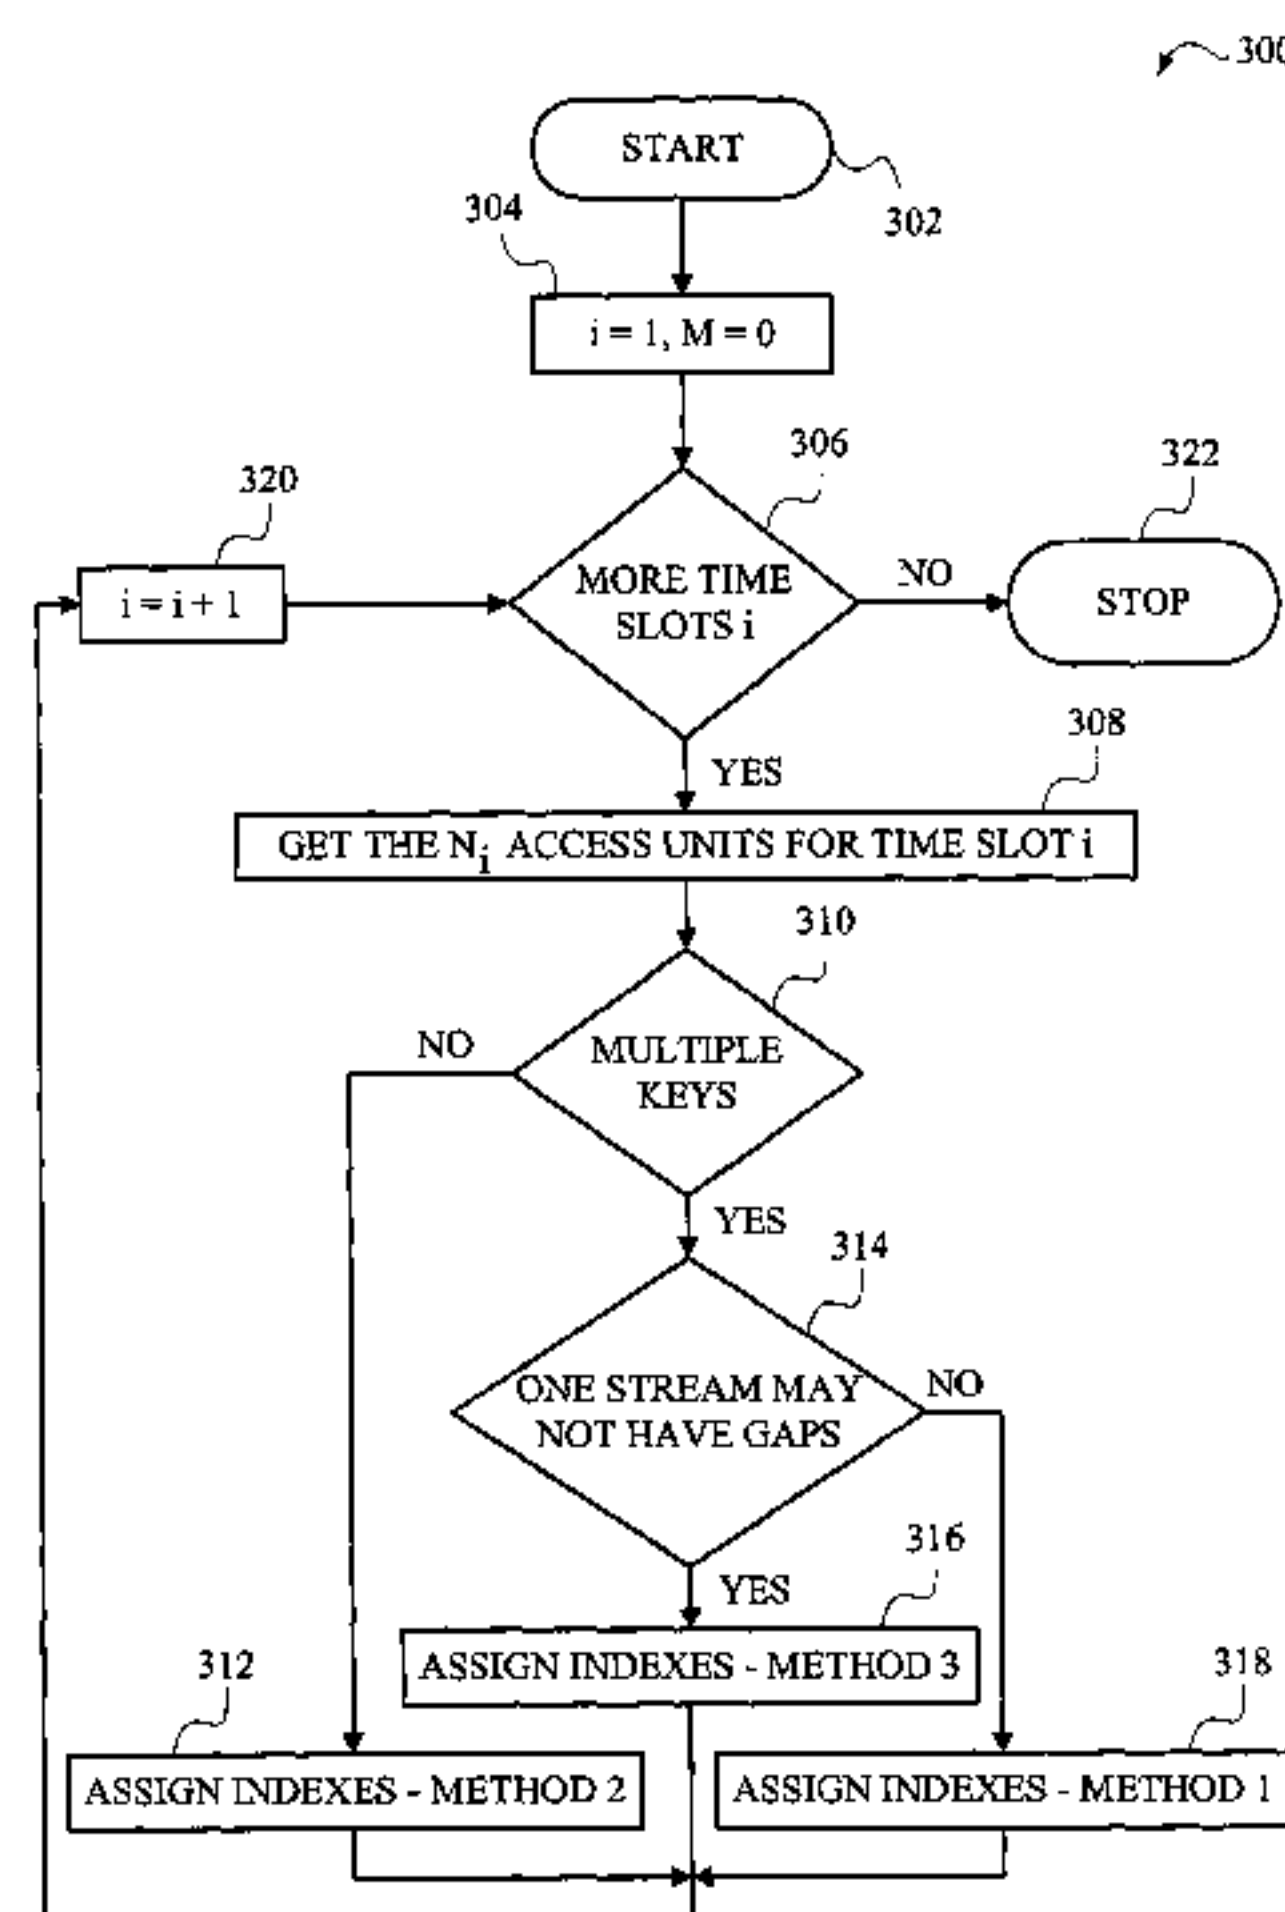 300
START
302
304
i = 1, M = 0
306
322
320
i = i + 1
MORE TIME
SLOTS i
NO
STOP
YES
308
GET THE Ni ACCESS UNITS FOR TIME SLOT i
310
NO
MULTIPLE
KEYS
YES
314
ONE STREAM MAY
NOT HAVE GAPS
NO
316
YES
ASSIGN INDEXES - METHOD 3
312
318
ASSIGN INDEXES - METHOD 2
ASSIGN INDEXES - METHOD 1